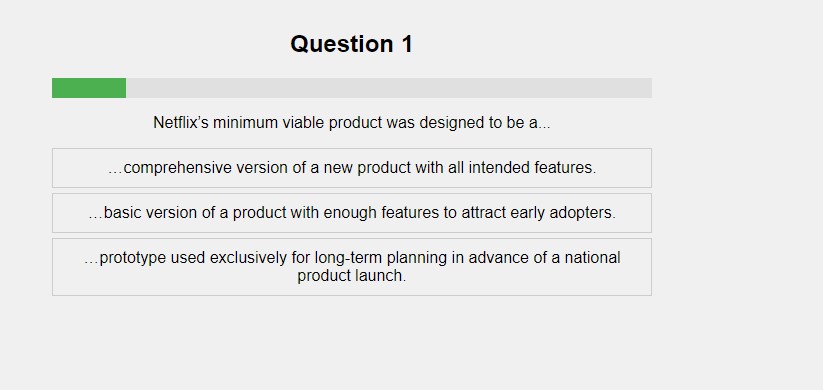 Question 1
Netflix’s minimum viable product was designed to be a...
…comprehensive version of a new product with all intended features.
…basic version of a product with enough features to attract early adopters.
…prototype used exclusively for long-term planning in advance of a national
product launch.